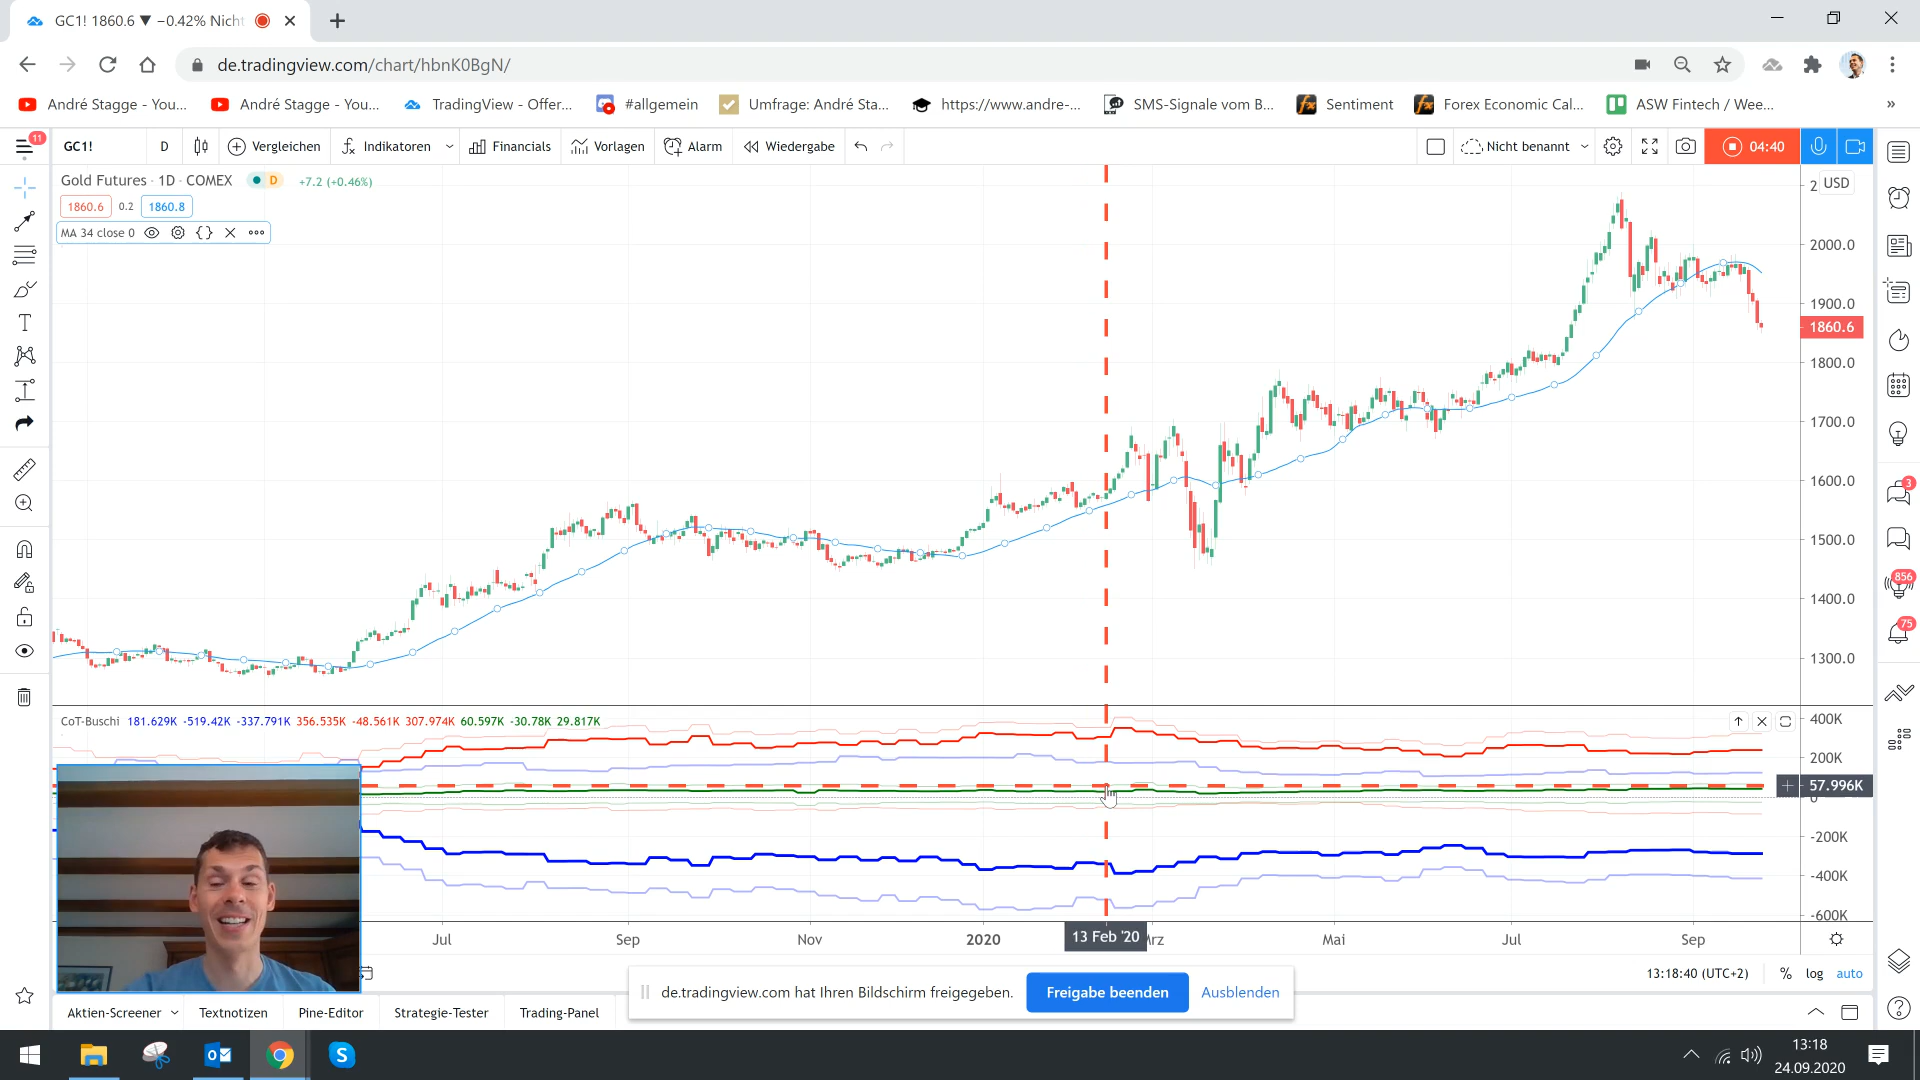 GC1! 1860.6 ▼ −0.42% Nicht
de.tradingview.com/chart/hbnK0BgN/
André Stagge - You... André Stagge - You... TradingView - Offer... #allgemein Umfrage: André Sta... https://www.andre-... SMS-Signale vom B... Sentiment Forex Economic Cal... ASW Fintech / Wee... »
11 GC1! D Vergleichen Indikatoren Financials Vorlagen Alarm Wiedergabe Nicht benannt 04:40
Gold Futures · 1D · COMEX D +7.2 (+0.46%)
1860.6 0.2 1860.8
MA 34 close 0
USD
2000.0
1900.0
1860.6
1800.0
1700.0
1600.0
1500.0
1400.0
1300.0
3
856
75
CoT-Buschi 181.629K -519.42K -337.791K 356.535K -48.561K 307.974K 60.597K -30.78K 29.817K
400K
200K
57.996K
0
-200K
-400K
-600K
Jul Sep Nov 2020 13 Feb '20 Mai Jul Sep
13:18:40 (UTC+2) % log auto
de.tradingview.com hat Ihren Bildschirm freigegeben. Freigabe beenden Ausblenden
Aktien-Screener Textnotizen Pine-Editor Strategie-Tester Trading-Panel
13:18
24.09.2020